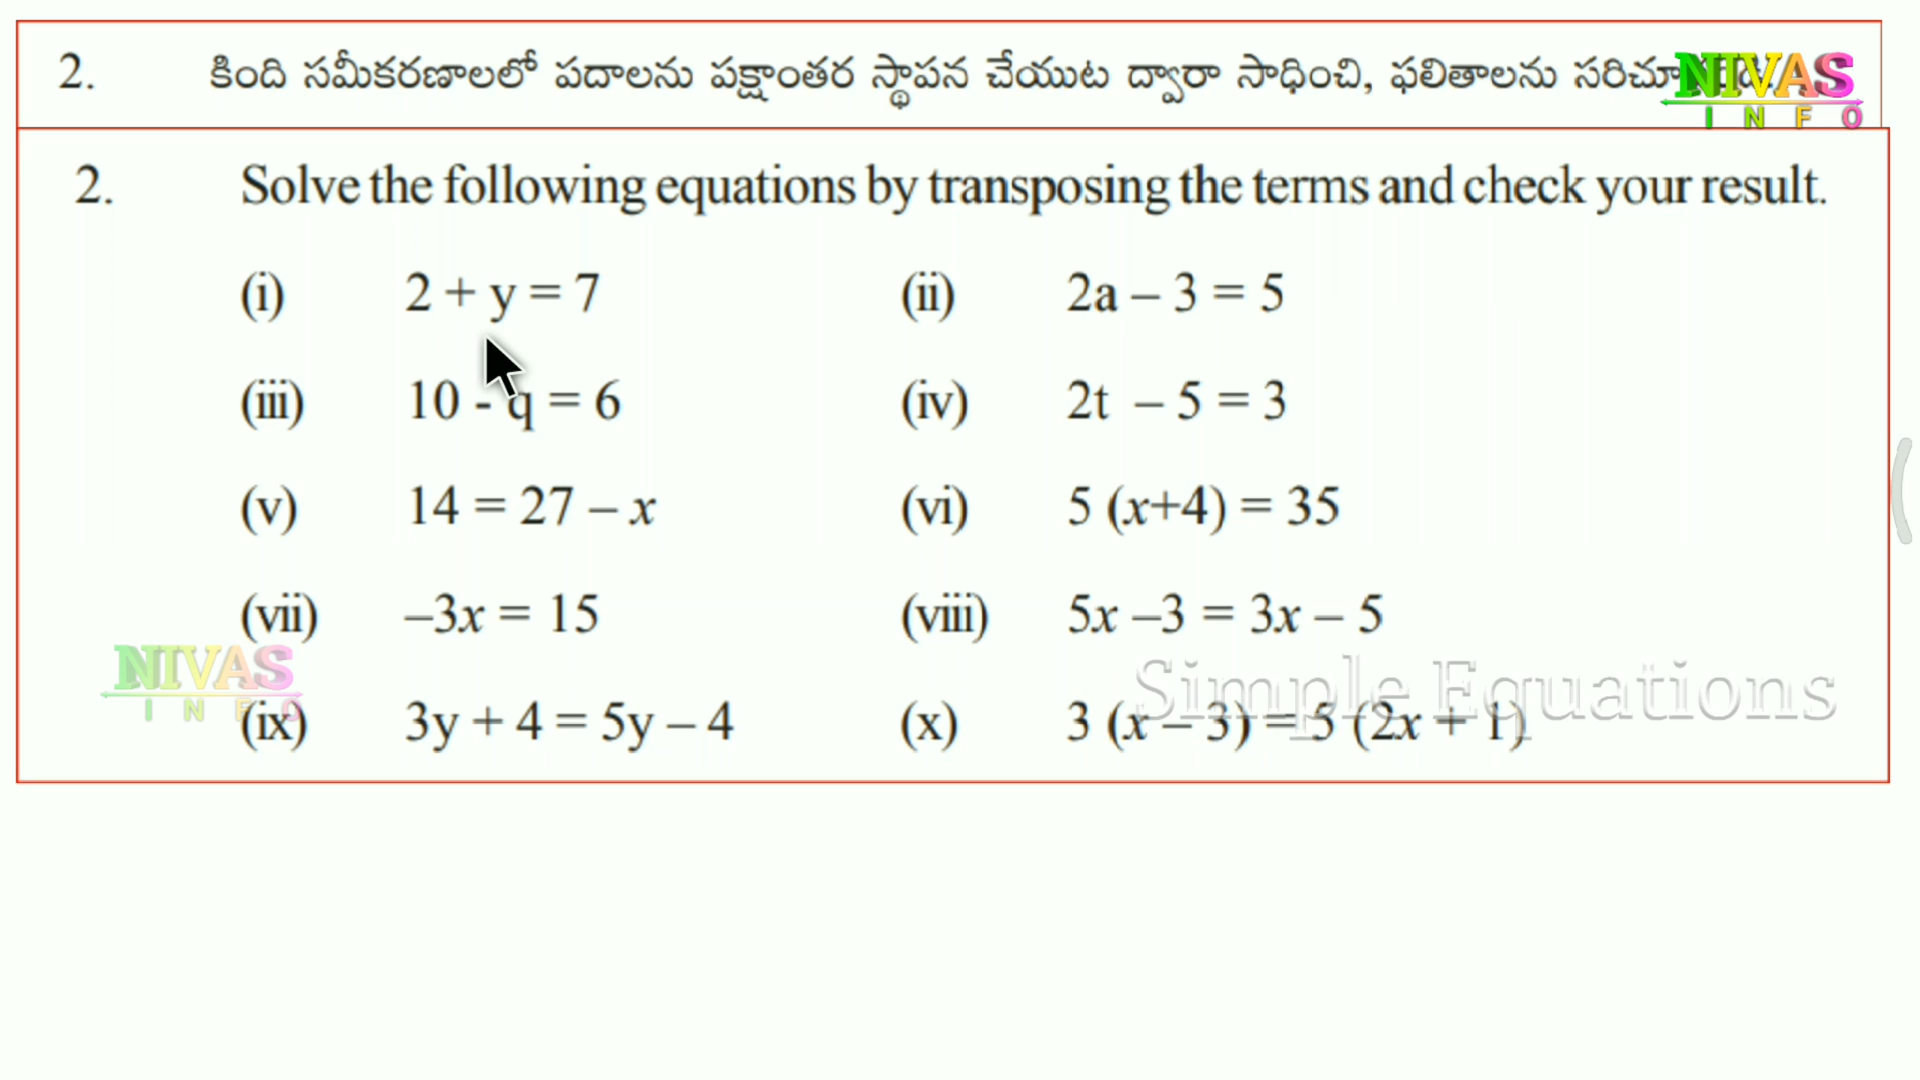 2. కింది సమీకరణాలలో పదాలను పక్షాంతర స్థాపన చేయుట ద్వారా సాధించి, ఫలితాలను
NIVAS
INFO
2. Solve the following equations by transposing the terms and check your result.
(i) 2 + y = 7 (ii) 2a – 3 = 5
(iii) 10 - q = 6 (iv) 2t – 5 = 3
(v) 14 = 27 – x (vi) 5 (x+4) = 35
(vii) –3x = 15 (viii) 5x –3 = 3x – 5
NIVAS
INFO
Simple Equations
(ix) 3y + 4 = 5y – 4 (x) 3 (x – 3) = 5 (2x + 1)